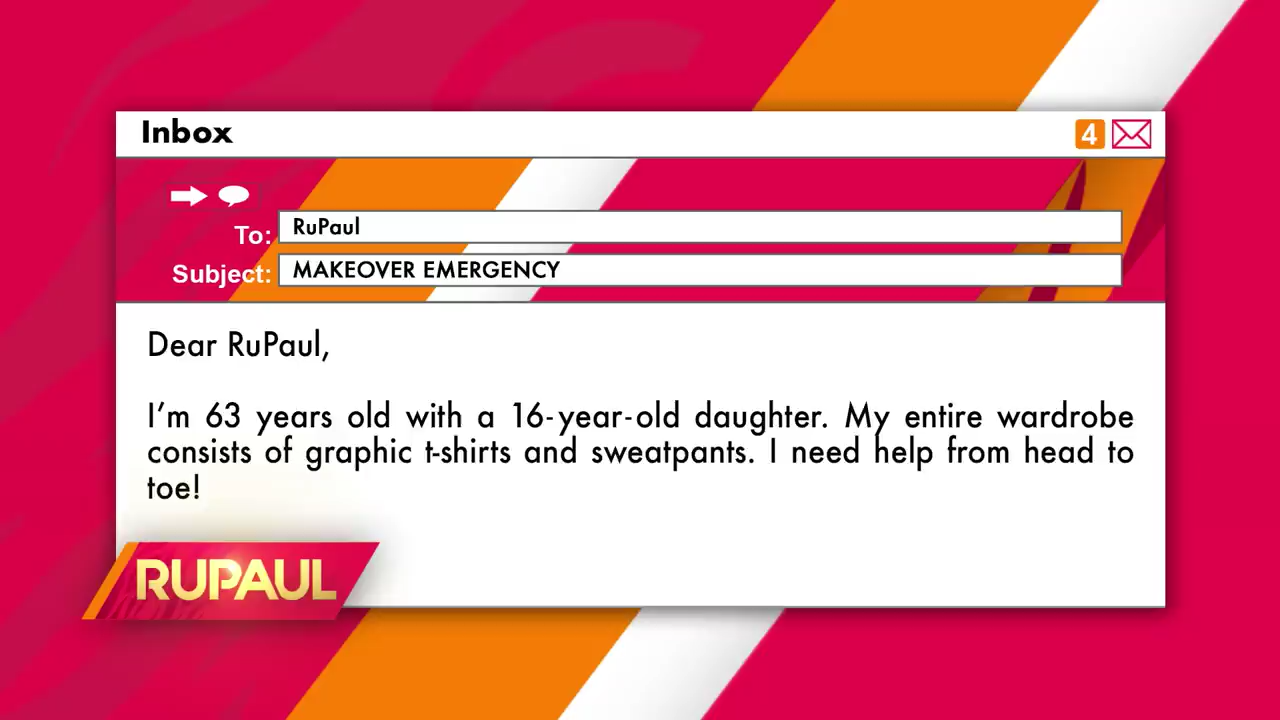 Inbox
4
To: RuPaul
Subject: MAKEOVER EMERGENCY
Dear RuPaul,
I'm 63 years old with a 16-year-old daughter. My entire wardrobe
consists of graphic t-shirts and sweatpants. I need help from head to
toe!
RUPAUL